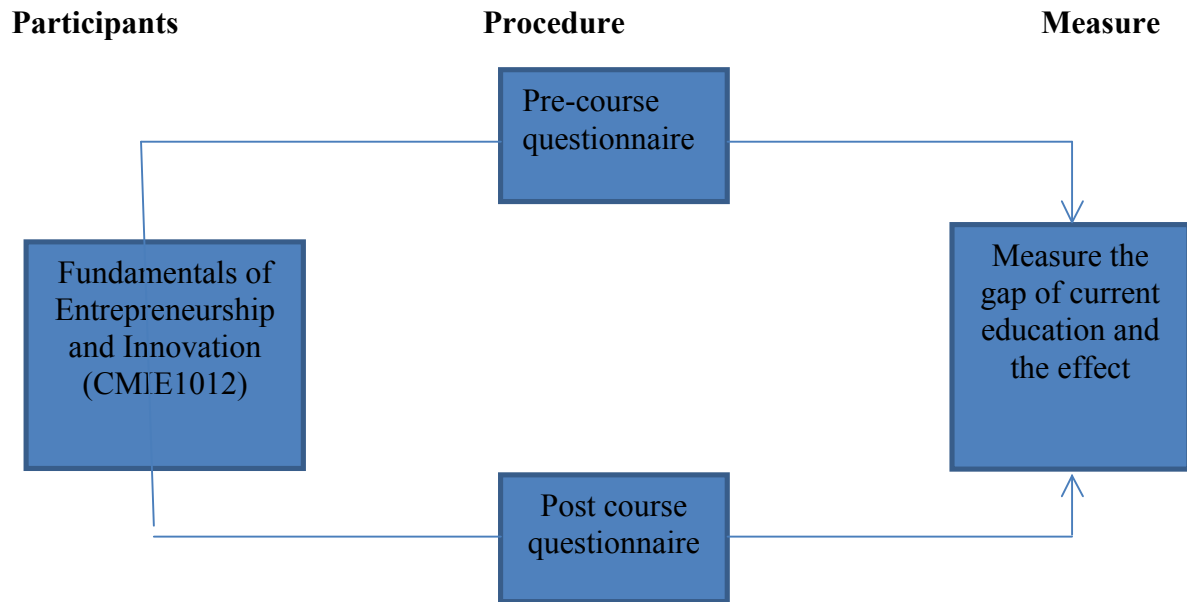 Participants Procedure Measure
Pre-course
questionnaire
Fundamentals of
Entrepreneurship
and Innovation
(CMIE1012)
Measure the
gap of current
education and
the effect
Post course
questionnaire